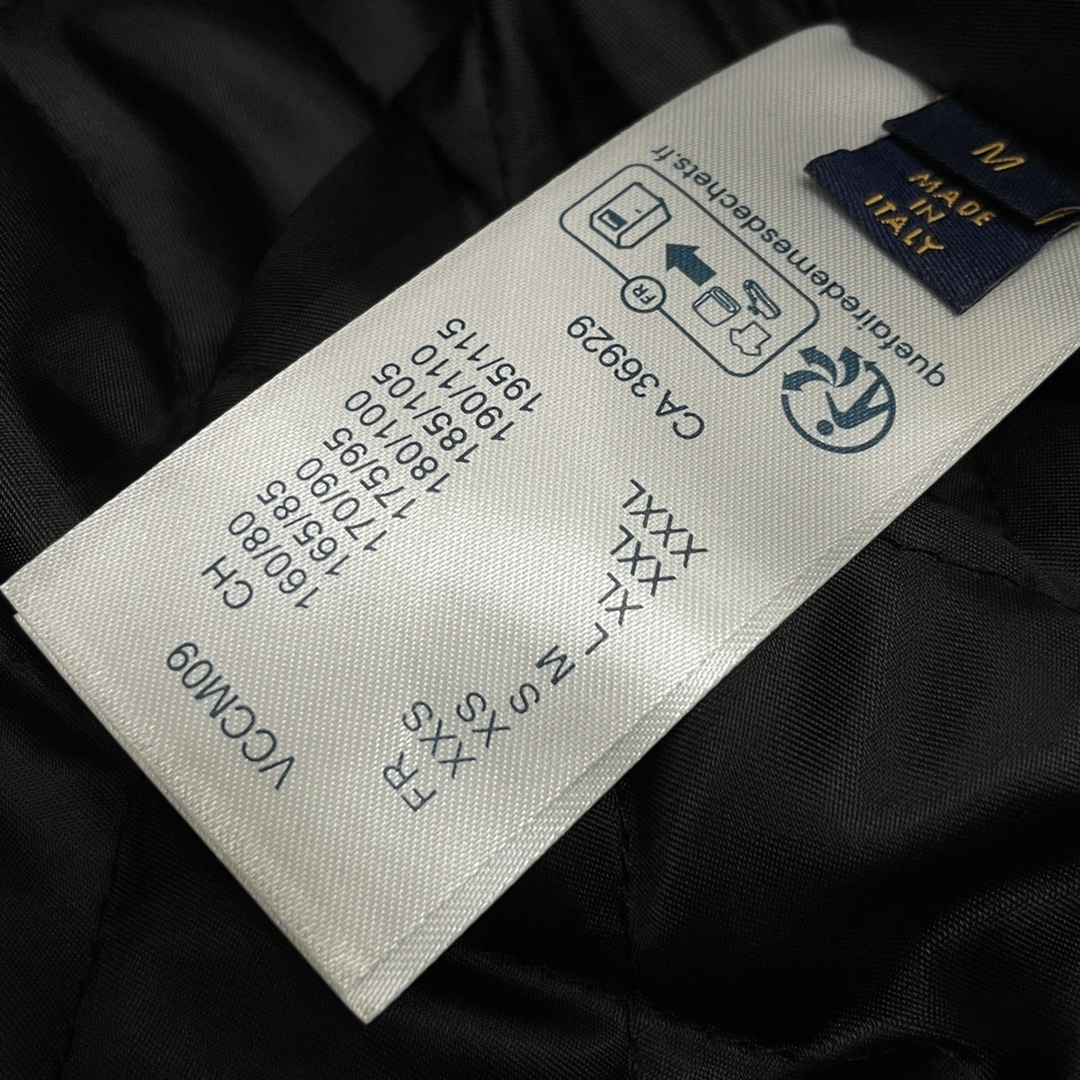 VCCM09
FR CH
XXS 160/80
XS 165/85
S 170/90
M 175/95
L 180/100
XL 185/105
XXL 190/110
XXXL 195/115
CA 36929
FR
quefairedemesdechets.fr
M
MADE
IN
ITALY